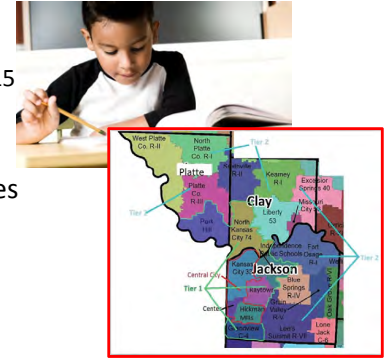 15
es
West Platte
Co. R-II
North
Platte
Co. R-I
Tier 2
R-II
Kearney
R-I
Excelsior
Springs 40
Platte
Platte
Co.
R-III
Missouri
City 56
Clay
Tier 2
Liberty
53
Park
Hill
North
Kansas
City 74
Independence
Public Schools
Fort
Osage
R-I
Tier 2
Kansas
City 33
Jackson
Central City
Blue
Springs
R-IV
Oak Grove R-VI
Tier 1
Raytown
Grain
Valley
R-V
Center
Hickman
Mills
Grandview
C-4
Lee's
Summit R-VII
Lone
Jack
C-6